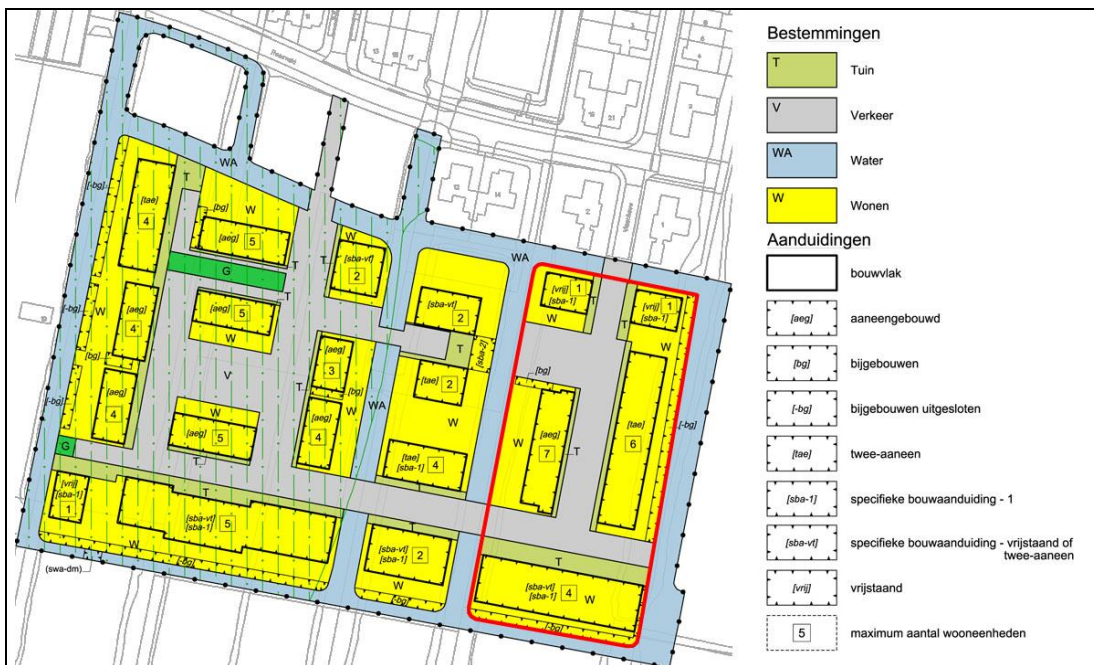 Bestemmingen
T Tuin
V Verkeer
WA Water
W Wonen
Aanduidingen
bouwvlak
[aeg] aaneengebouwd
[bg] bijgebouwen
[-bg] bijgebouwen uitgesloten
[tae] twee-aaneen
[sba-1] specifieke bouwaanduiding - 1
[sba-vt] specifieke bouwaanduiding - vrijstaand of
twee-aaneen
[vrij] vrijstaand
5 maximum aantal wooneenheden
WA
[-bg]
[tae]
4
T
[bg]
W
[aeg]
5
G
T
T
W
[sba-vt]
2
WA
[sba-vt]
2
T
[sba-2]
[vrij]
[sba-1]
1
W
T
T
[vrij]
[sba-1]
1
W
[-bg]
[-bg]
W
[aeg]
4
[bg]
[aeg]
4
[aeg]
5
W
V
T
[aeg]
3
[bg]
[aeg]
4
W
WA
[tae]
2
W
[bg]
W
[aeg]
7
T
[tae]
6
W
[aeg]
5
T
G
[tae]
[sba-1]
4
[vrij]
[sba-1]
1
T
[sba-vt]
[sba-1]
5
W
[-bg]
(swa-dm)
T
[sba-vt]
[sba-1]
2
W
[-bg]
T
[sba-vt]
[sba-1]
4
W
[-bg]